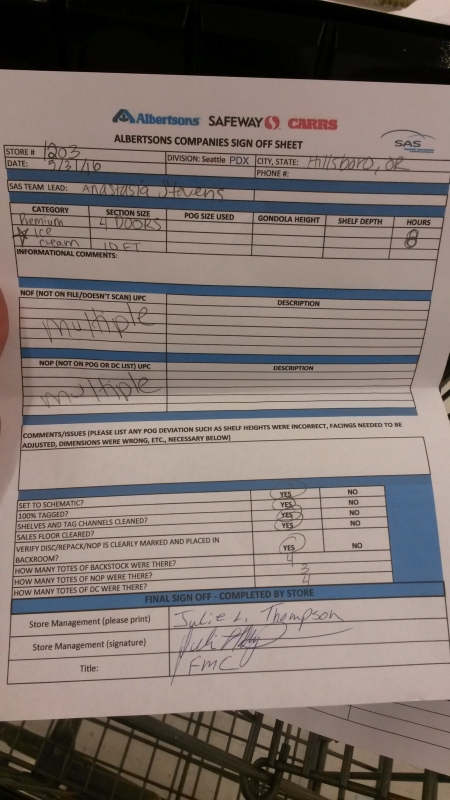 Albertsons SAFEWAY CARRS
ALBERTSONS COMPANIES SIGN OFF SHEET
SAS
STORE # 1203
DATE: 5/31/16 DIVISION: Seattle PDX CITY, STATE: Hillsboro, OR
PHONE #:
SAS TEAM LEAD: Anastasia Stevens
CATEGORY SECTION SIZE POG SIZE USED GONDOLA HEIGHT SHELF DEPTH HOURS
Premium 4 DOORS
ice 8
cream 10 FT
INFORMATIONAL COMMENTS:
NOF (NOT ON FILE/DOESN'T SCAN) UPC DESCRIPTION
multiple
NOP (NOT ON POG OR DC LIST) UPC DESCRIPTION
multiple
COMMENTS/ISSUES (PLEASE LIST ANY POG DEVIATION SUCH AS SHELF HEIGHTS WERE INCORRECT, FACINGS NEEDED TO BE
ADJUSTED, DIMENSIONS WERE WRONG, ETC., NECESSARY BELOW)
SET TO SCHEMATIC? YES NO
100% TAGGED? YES NO
SHELVES AND TAG CHANNELS CLEANED? YES NO
SALES FLOOR CLEARED? YES NO
VERIFY DISC/REPACK/NOP IS CLEARLY MARKED AND PLACED IN
BACKROOM? YES NO
HOW MANY TOTES OF BACKSTOCK WERE THERE? 4
HOW MANY TOTES OF NOP WERE THERE? 3
HOW MANY TOTES OF DC WERE THERE? 4
FINAL SIGN OFF - COMPLETED BY STORE
Store Management (please print) Julie L. Thompson
Store Management (signature)
Title: FMC